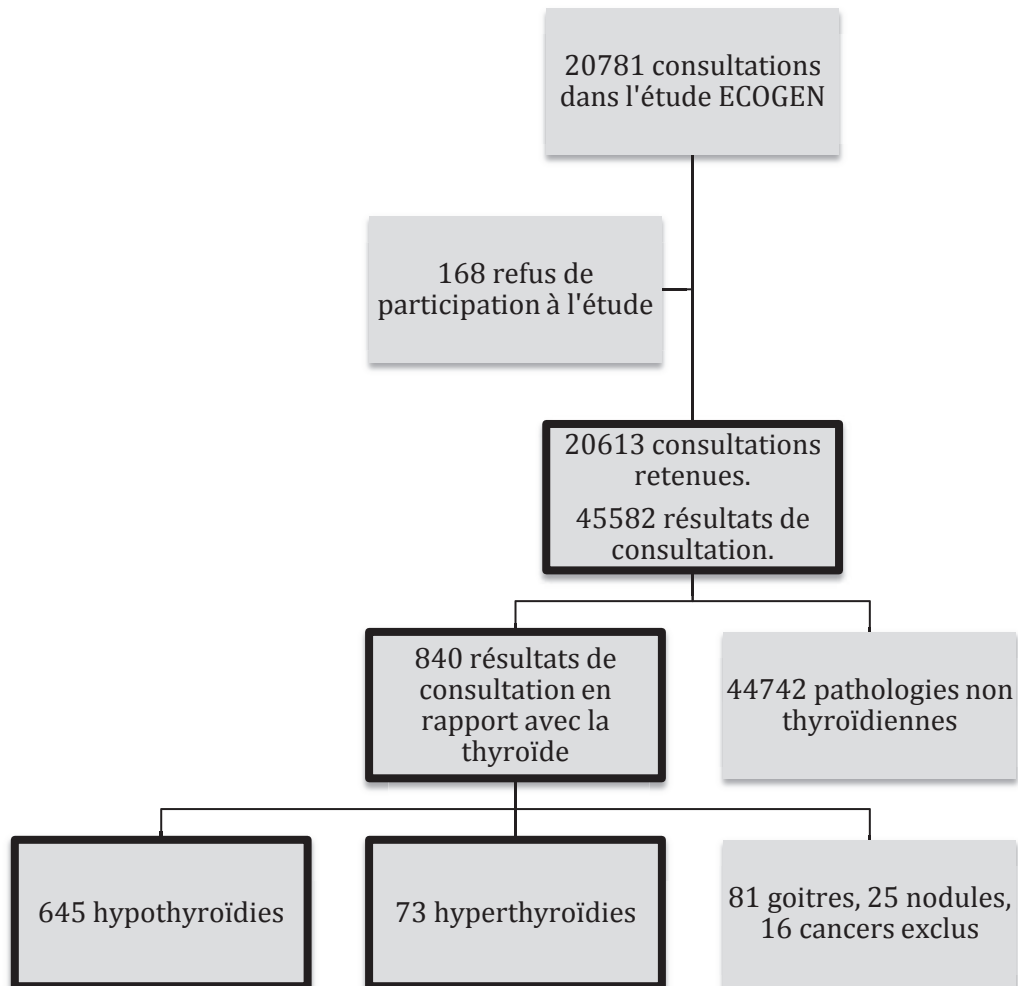 20781 consultations
dans l'étude ECOGEN
168 refus de
participation à l'étude
20613 consultations
retenues.
45582 résultats de
consultation.
840 résultats de
consultation en
rapport avec la
thyroïde
44742 pathologies non
thyroïdiennes
645 hypothyroïdies
73 hyperthyroïdies
81 goitres, 25 nodules,
16 cancers exclus